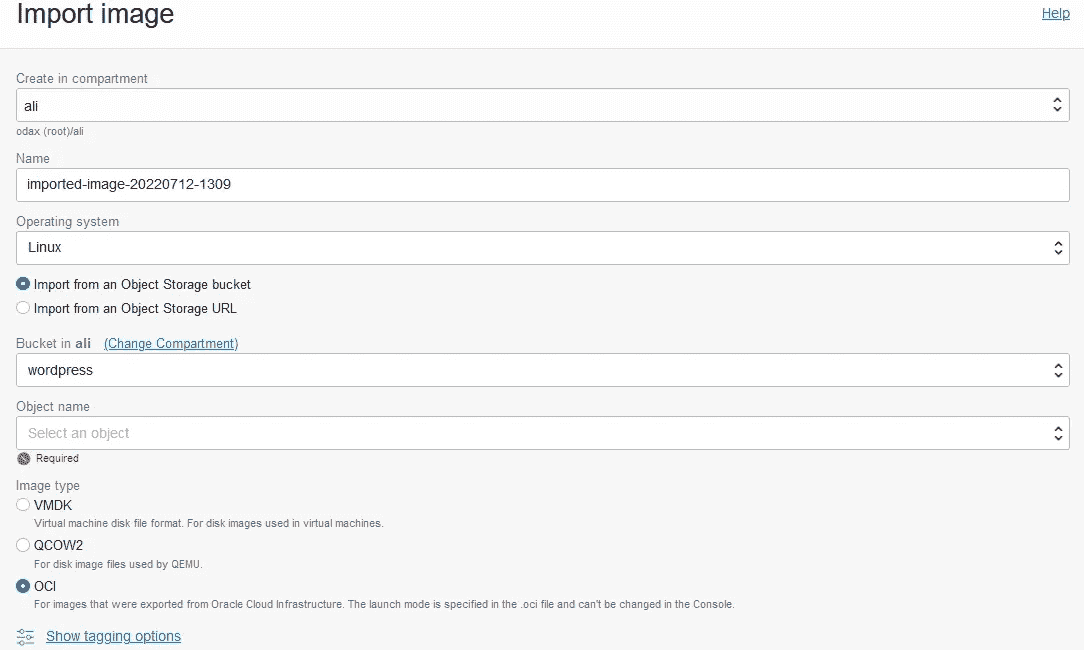 Import image
Help
Create in compartment
ali
odax (root)/ali
Name
imported-image-20220712-1309
Operating system
Linux
Import from an Object Storage bucket
Import from an Object Storage URL
Bucket in ali (Change Compartment)
wordpress
Object name
Select an object
Required
Image type
VMDK
Virtual machine disk file format. For disk images used in virtual machines.
QCOW2
For disk image files used by QEMU.
OCI
For images that were exported from Oracle Cloud Infrastructure. The launch mode is specified in the .oci file and can't be changed in the Console.
Show tagging options